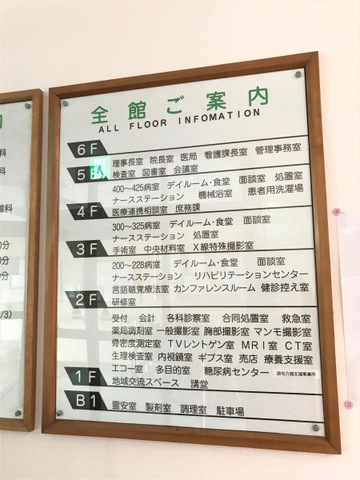 全館ご案内
ALL FLOOR INFOMATION
6F
理事長室 院長室 医局 看護課長室 管理事務室
検査室 図書室 会議室
5F
400～425病室 デイルーム・食堂 面談室 処置室
ナースステーション 機械浴室 患者用洗濯場
医療連携相談室 庶務課
4F
300～325病室 デイルーム・食堂 面談室
ナースステーション 処置室
手術室 中央材料室 X線特殊撮影室
3F
200～228病室 デイルーム・食堂 面談室
ナースステーション リハビリテーションセンター
言語聴覚療法室 カンファレンスルーム 健診控え室
研修室
2F
受付 会計 各科診察室 合同処置室 救急室
薬局調剤室 一般撮影室 胸部撮影室 マンモ撮影室
骨密度測定室 TVレントゲン室 MRI室 CT室
生理検査室 内視鏡室 ギプス室 売店 療養支援室
エコー室 多目的室 糖尿病センター 居宅介護支援事業所
地域交流スペース 講堂
1F
霊安室 製剤室 調理室 駐車場
B1